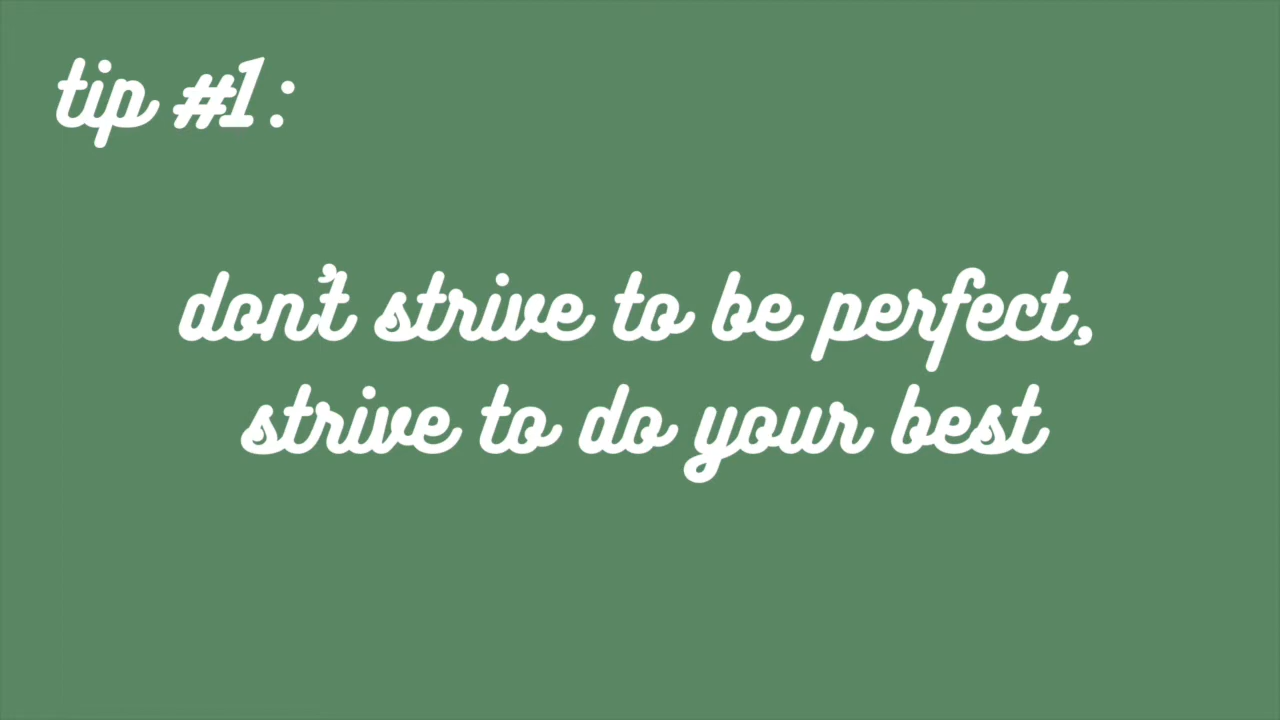 tip #1:
don't strive to be perfect,
strive to do your best